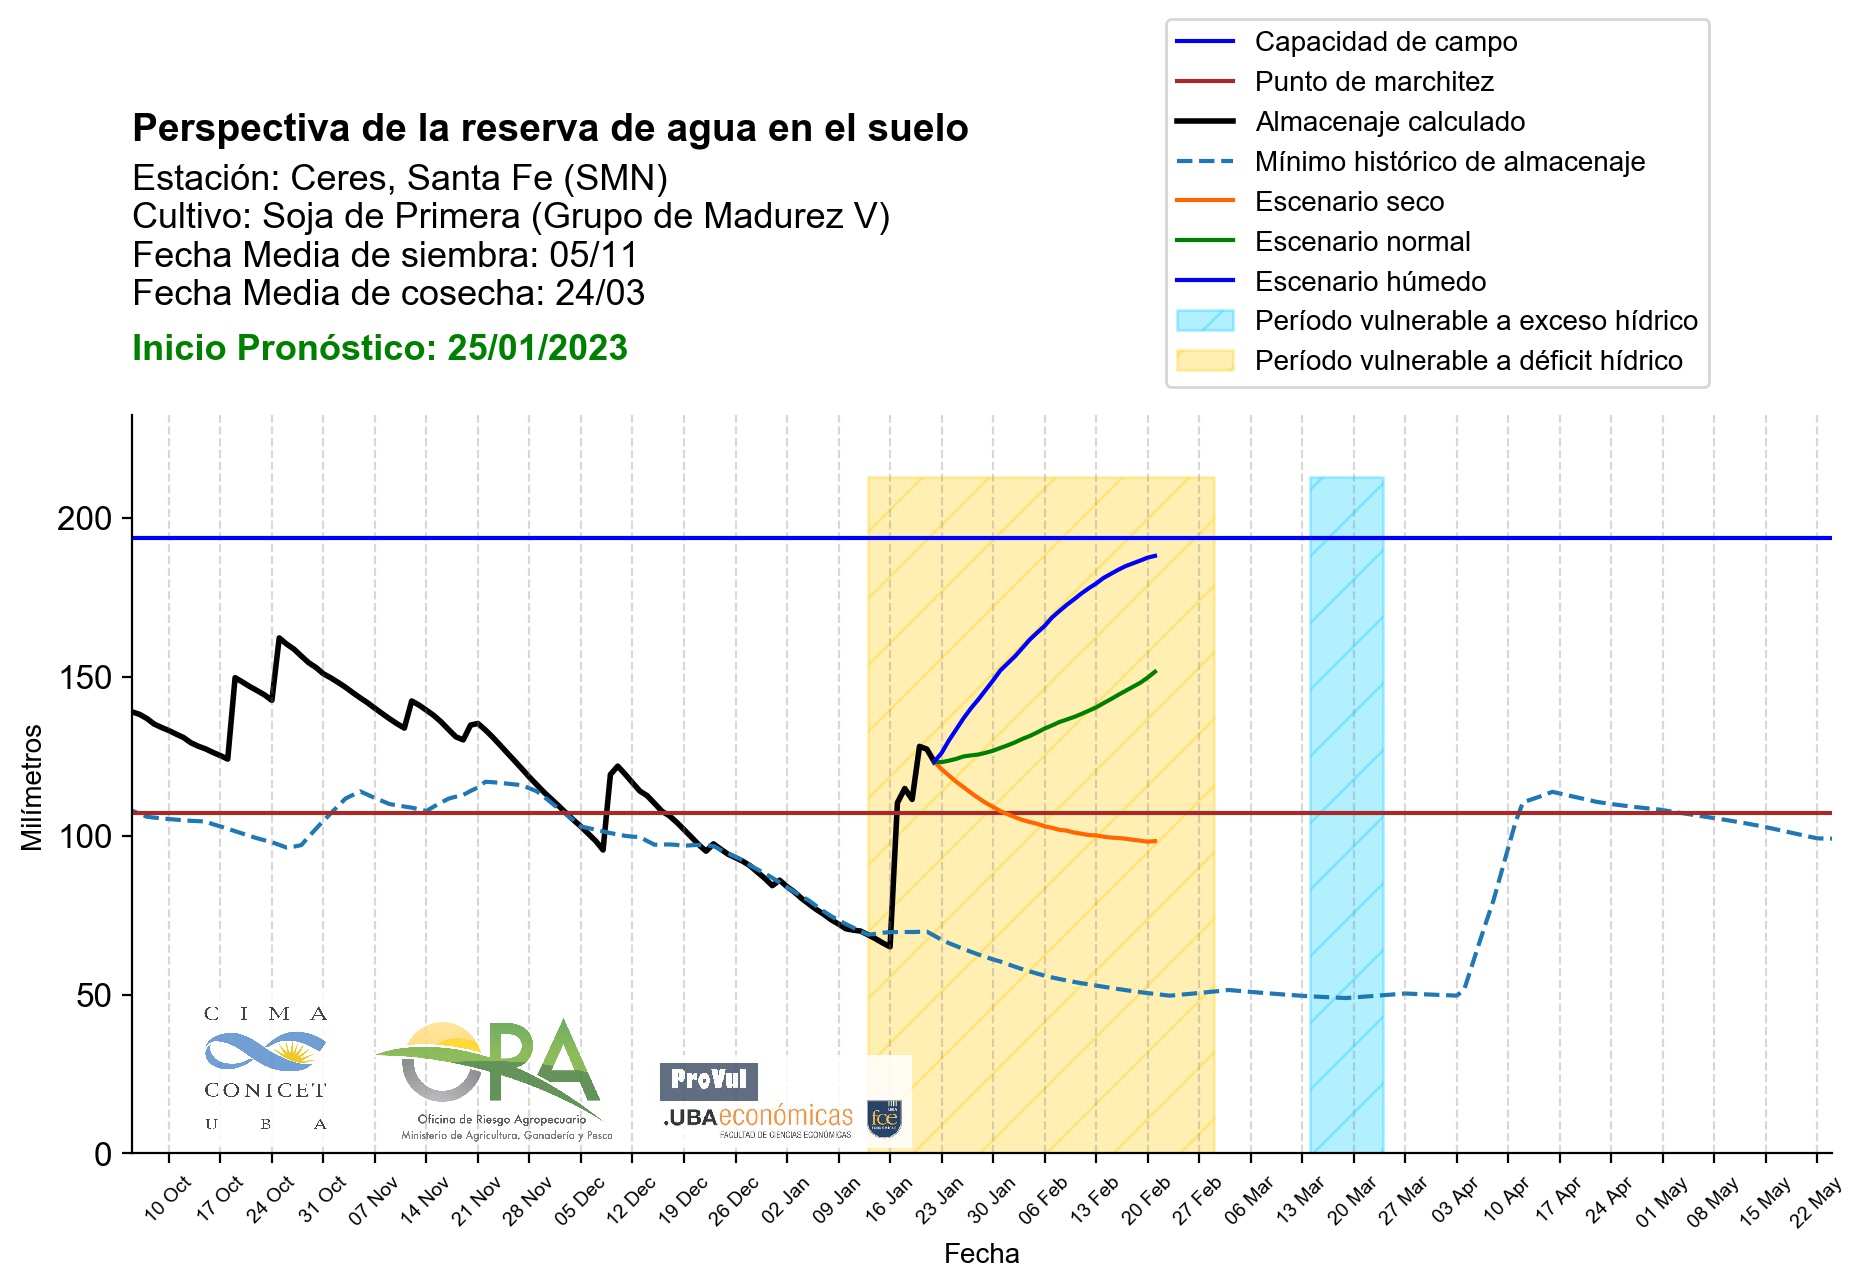 Capacidad de campo
Punto de marchitez
Almacenaje calculado
Mínimo histórico de almacenaje
Escenario seco
Escenario normal
Escenario húmedo
Período vulnerable a exceso hídrico
Período vulnerable a déficit hídrico
Perspectiva de la reserva de agua en el suelo
Estación: Ceres, Santa Fe (SMN)
Cultivo: Soja de Primera (Grupo de Madurez V)
Fecha Media de siembra: 05/11
Fecha Media de cosecha: 24/03
Inicio Pronóstico: 25/01/2023
200
150
100
50
0
Milímetros
CIMA
CONICET
UBA
ORA
Oficina de Riesgo Agropecuario
Ministerio de Agricultura, Ganadería y Pesca
ProVul
.UBAeconómicas
FACULTAD DE CIENCIAS ECONÓMICAS
UBA
fce
ECONÓMICAS
10 Oct
17 Oct
24 Oct
31 Oct
07 Nov
14 Nov
21 Nov
28 Nov
05 Dec
12 Dec
19 Dec
26 Dec
02 Jan
09 Jan
16 Jan
23 Jan
30 Jan
06 Feb
13 Feb
20 Feb
27 Feb
06 Mar
13 Mar
20 Mar
27 Mar
03 Apr
10 Apr
17 Apr
24 Apr
01 May
08 May
15 May
22 May
Fecha